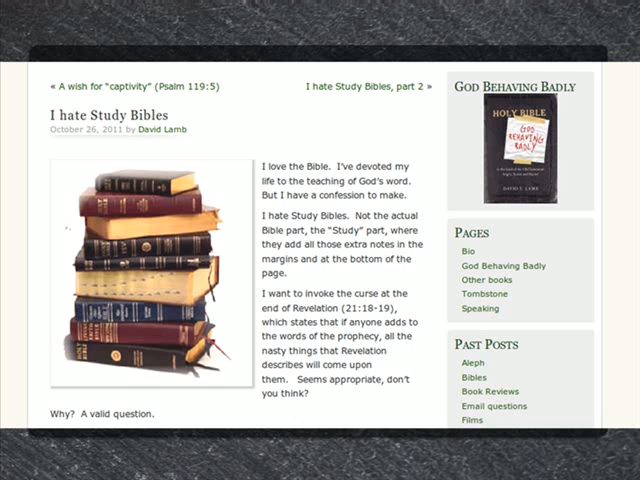 « A wish for “captivity” (Psalm 119:5)
I hate Study Bibles, part 2 »
I hate Study Bibles
October 26, 2011 by David Lamb
I love the Bible.  I’ve devoted my
life to the teaching of God’s word.
But I have a confession to make.
I hate Study Bibles.  Not the actual
Bible part, the “Study” part, where
they add all those extra notes in the
margins and at the bottom of the
page.
I want to invoke the curse at the
end of Revelation (21:18-19),
which states that if anyone adds to
the words of the prophecy, all the
nasty things that Revelation
describes will come upon
them.   Seems appropriate, don’t
you think?
Why?  A valid question.
God Behaving Badly
HOLY BIBLE
GOD
BEHAVING
BADLY
DAVID T. LAMB
Pages
Bio
God Behaving Badly
Other books
Tombstone
Speaking
Past Posts
Aleph
Bibles
Book Reviews
Email questions
Films